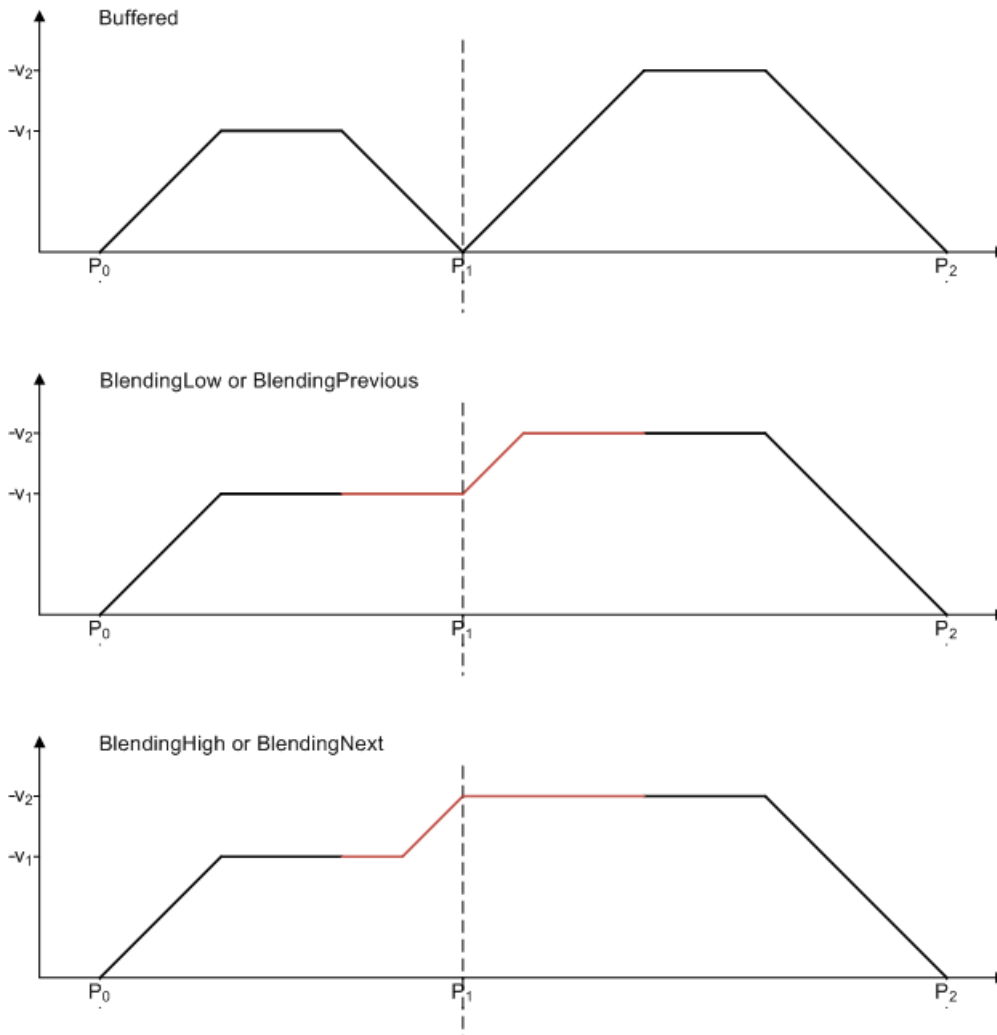 Buffered
-v₂
-v₁
P₀
P₁
P₂
BlendingLow or BlendingPrevious
-v₂
-v₁
P₀
P₁
P₂
BlendingHigh or BlendingNext
-v₂
-v₁
P₀
P₁
P₂